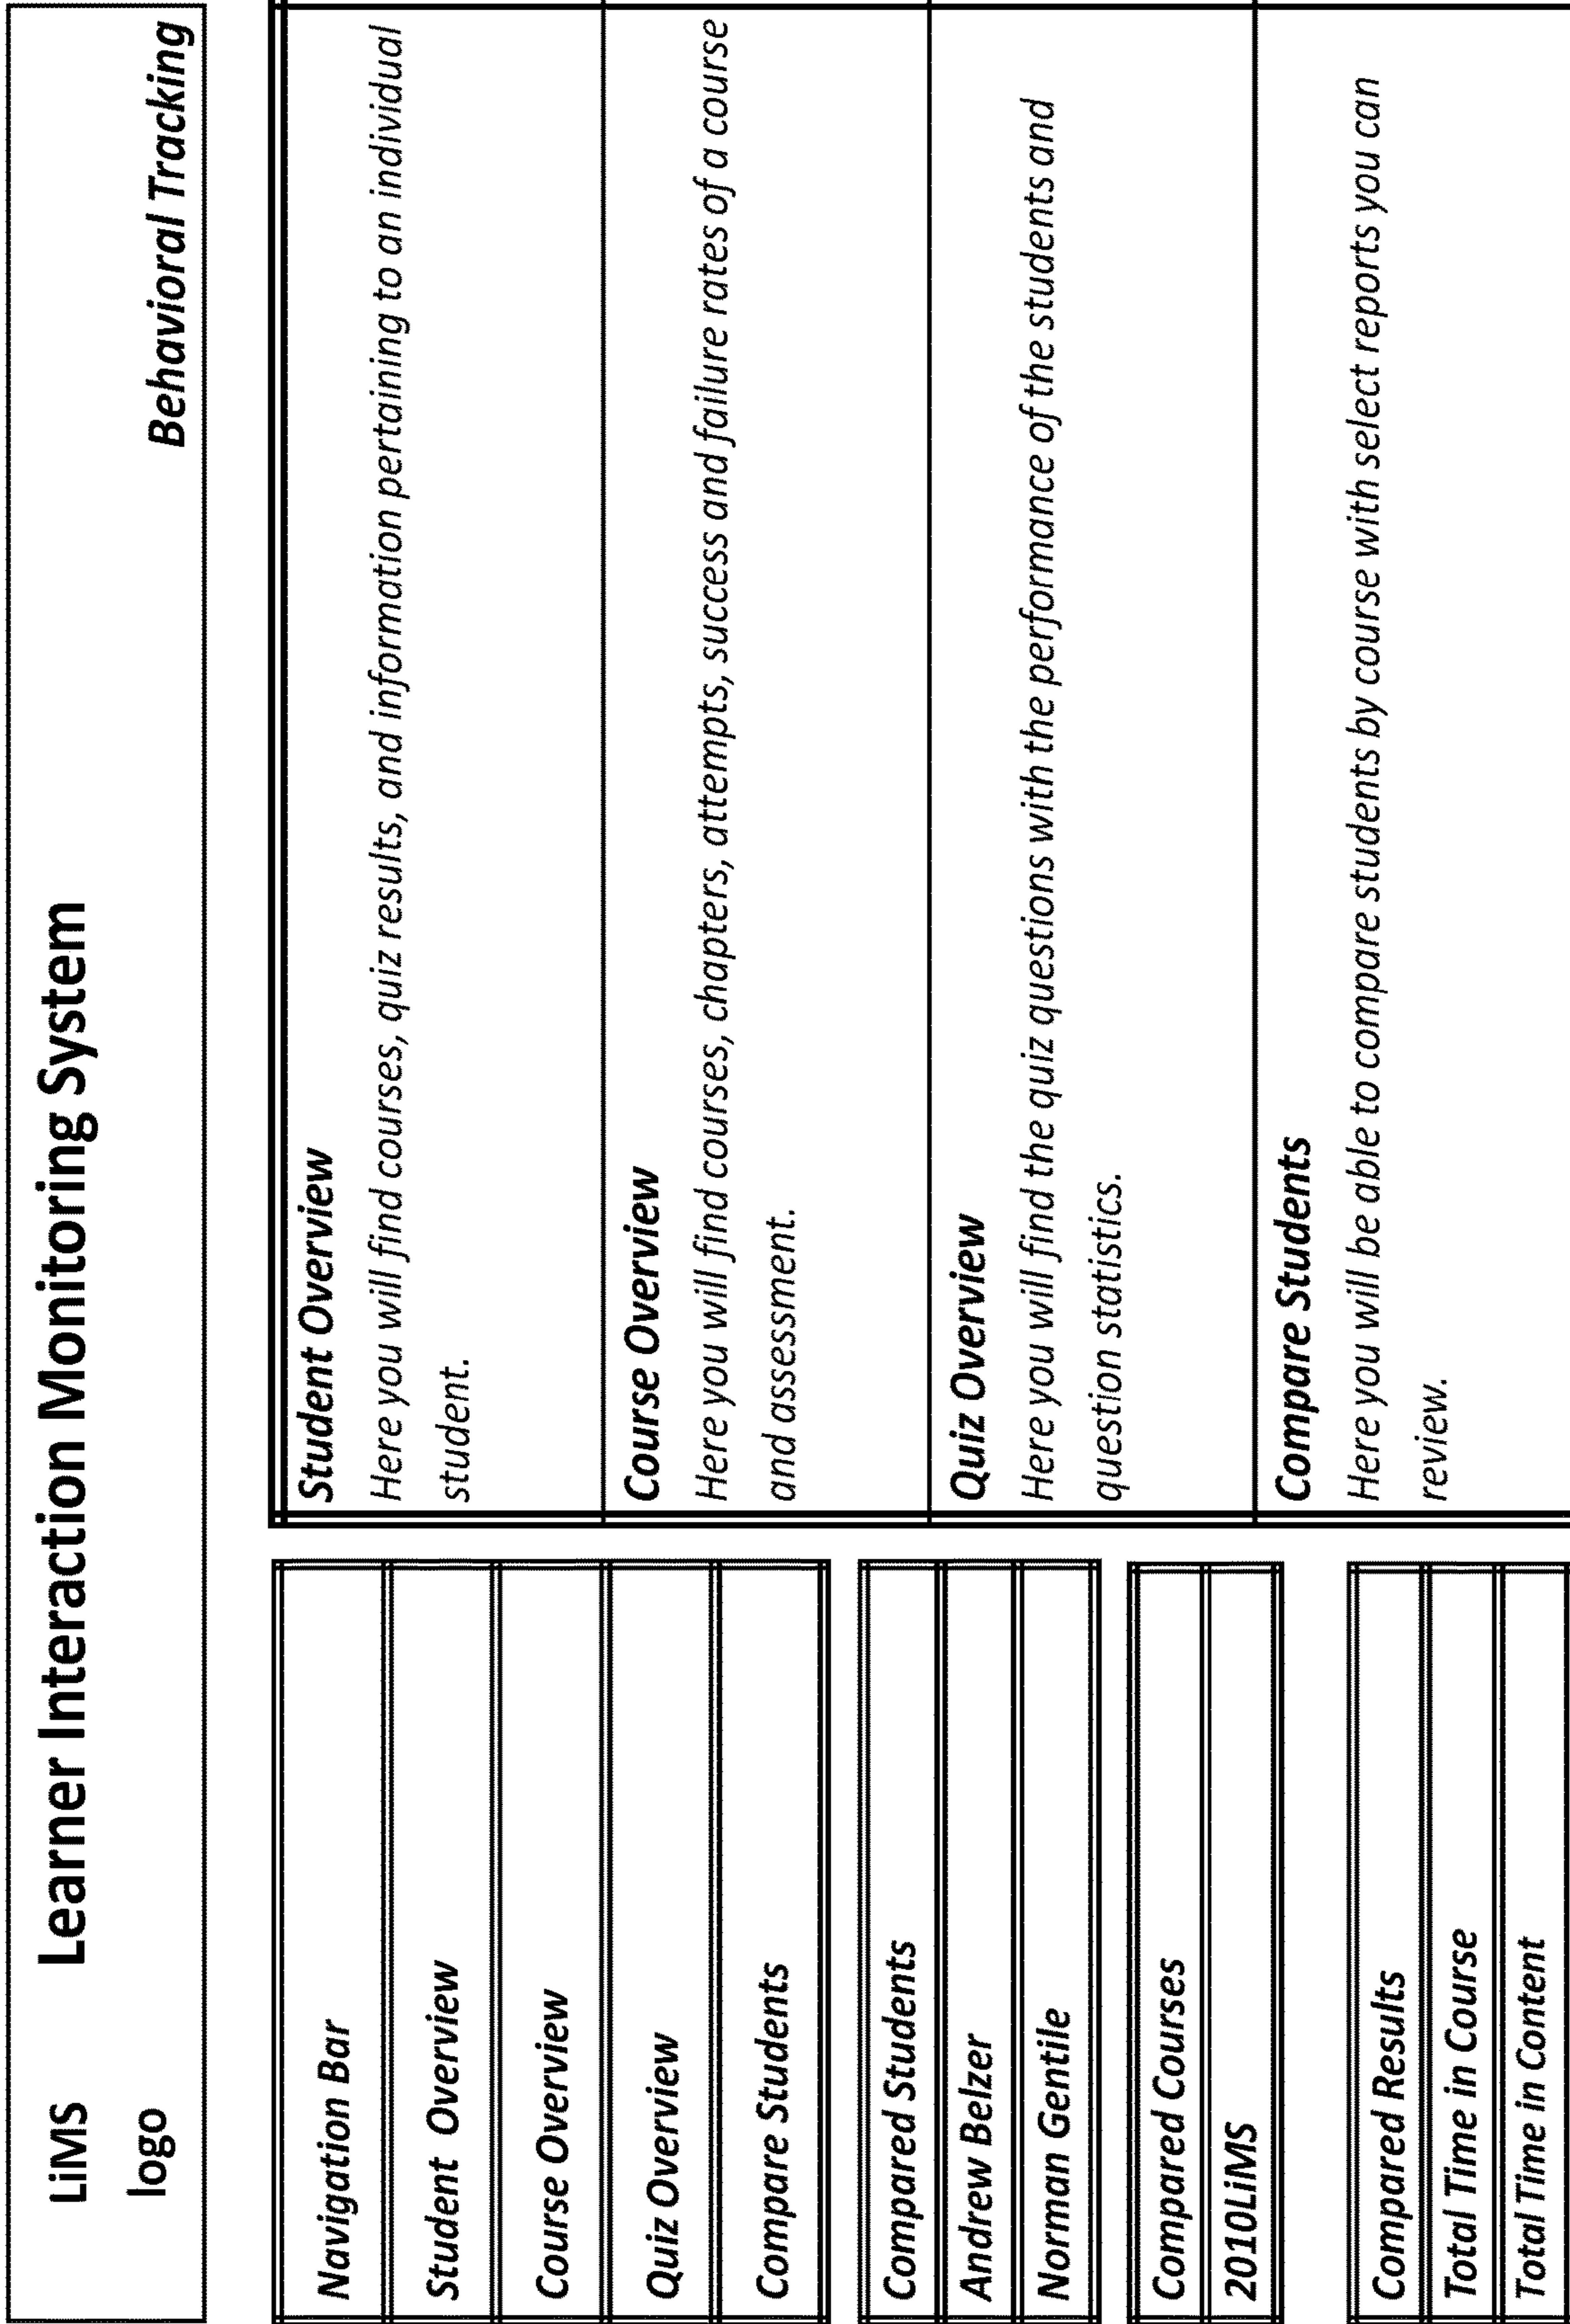 LiMS Learner Interaction Monitoring System
logo
Behavioral Tracking
Navigation Bar
Student Overview
Course Overview
Quiz Overview
Compare Students
Compared Students
Andrew Belzer
Norman Gentile
Compared Courses
2010LiMS
Compared Results
Total Time in Course
Total Time in Content
Student Overview
Here you will find courses, quiz results, and information pertaining to an individual
student.
Course Overview
Here you will find courses, chapters, attempts, success and failure rates of a course
and assessment.
Quiz Overview
Here you will find the quiz questions with the performance of the students and
question statistics.
Compare Students
Here you will be able to compare students by course with select reports you can
review.